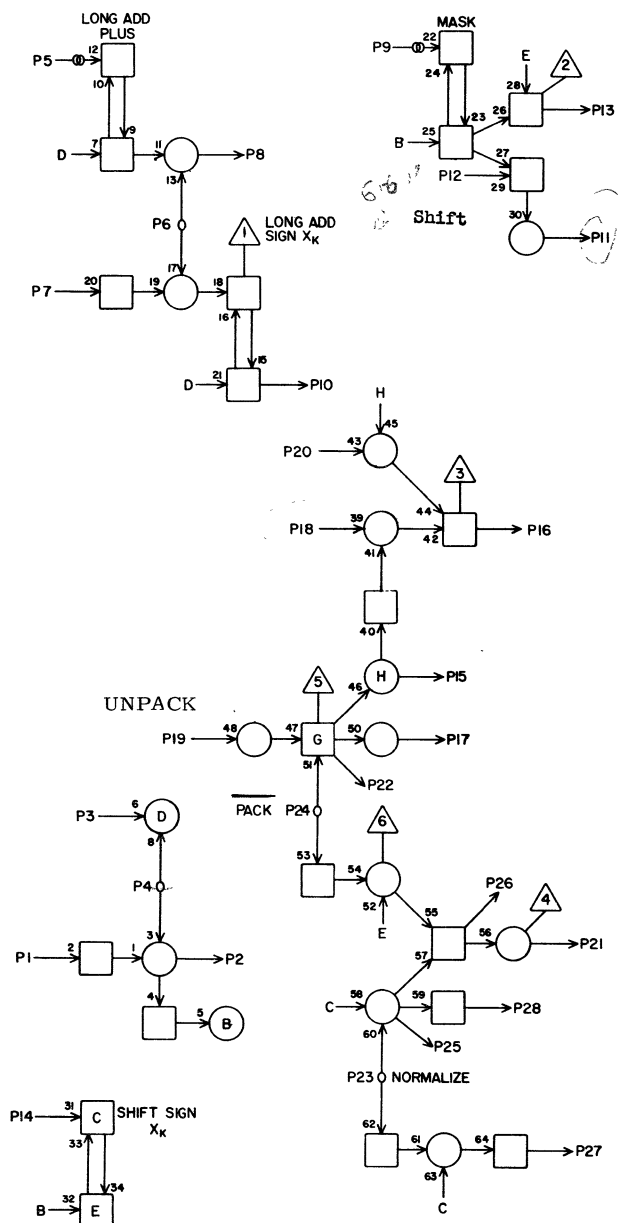 LONG ADD
PLUS
P5
12
10
9
D
7
11
P8
13
P6
17
LONG ADD
SIGN XK
1
P7
20
19
18
16
15
D
21
P10
MASK
P9
22
24
23
B
25
26
E
28
2
P13
27
P12
29
Shift
30
P11
H
45
P20
43
3
44
P18
39
42
P16
41
40
5
H
P15
46
UNPACK
P19
48
47
G
50
P17
51
P22
PACK
P24
6
53
54
52
E
55
P26
4
57
56
P21
P3
6
D
8
P4
3
P1
2
1
P2
4
5
B
C
58
59
P28
60
P25
P23
NORMALIZE
62
61
64
P27
63
C
P14
31
C
SHIFT SIGN
XK
33
34
B
32
E